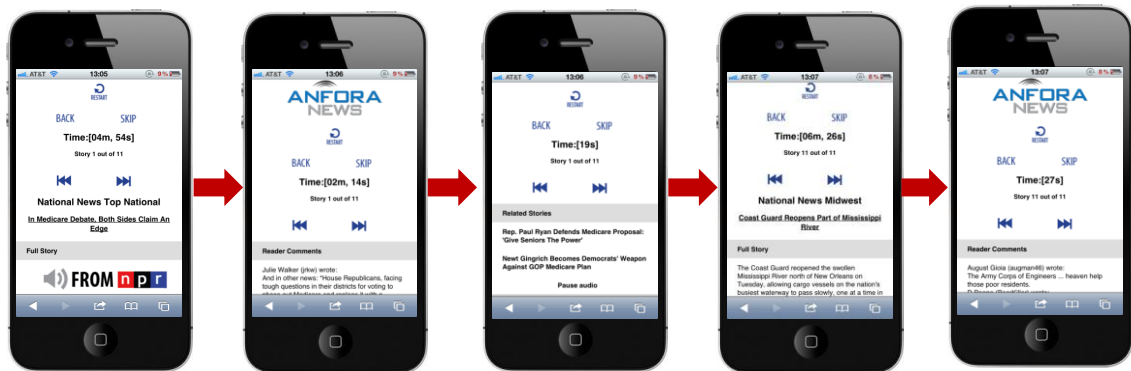 AT&T 13:05 9%
RESTART
BACK SKIP
Time:[04m, 54s]
Story 1 out of 11
National News Top National
In Medicare Debate, Both Sides Claim An
Edge
Full Story
FROM npr
AT&T 13:06 9%
ANFORA
NEWS
RESTART
BACK SKIP
Time:[02m, 14s]
Story 1 out of 11
Reader Comments
Julie Walker (jrkw) wrote:
And in other news: "House Republicans, facing
tough questions in their districts for voting to
AT&T 13:06 9%
RESTART
BACK SKIP
Time:[19s]
Story 1 out of 11
Related Stories
Rep. Paul Ryan Defends Medicare Proposal:
'Give Seniors The Power'
Newt Gingrich Becomes Democrats' Weapon
Against GOP Medicare Plan
Pause audio
AT&T 13:07 8%
RESTART
BACK SKIP
Time:[06m, 26s]
Story 11 out of 11
National News Midwest
Coast Guard Reopens Part of Mississippi
River
Full Story
The Coast Guard reopened the swollen
Mississippi River north of New Orleans on
Tuesday, allowing cargo vessels on the nation's
busiest waterway to pass slowly, one at a time in
AT&T 13:07 8%
ANFORA
NEWS
RESTART
BACK SKIP
Time:[27s]
Story 11 out of 11
Reader Comments
August Gioia (augman46) wrote:
The Army Corps of Engineers ... heaven help
those poor residents.